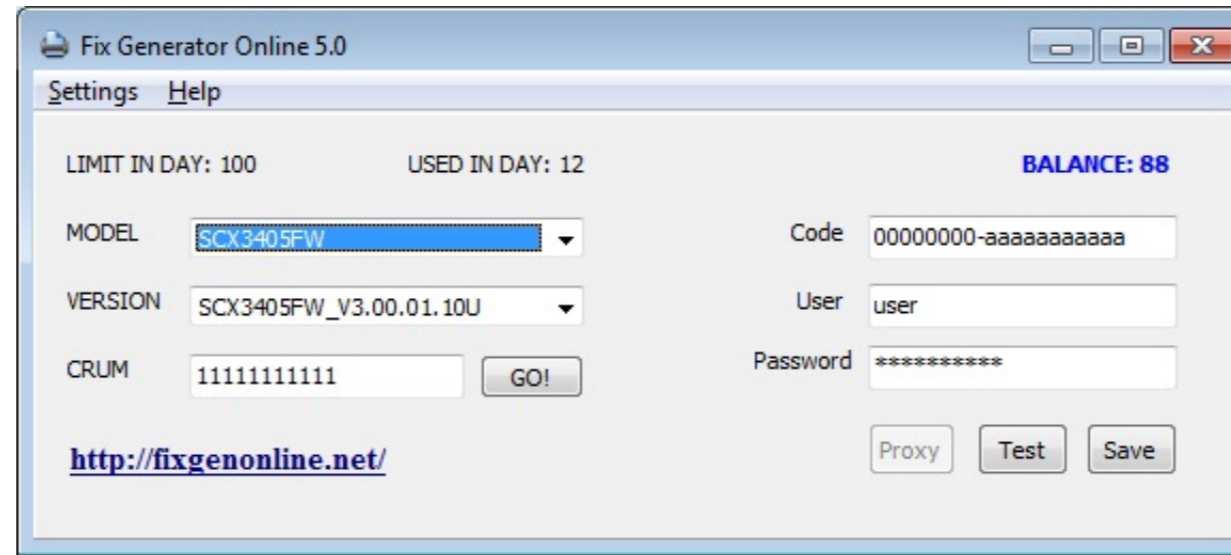 Fix Generator Online 5.0
Settings Help
LIMIT IN DAY: 100 USED IN DAY: 12 BALANCE: 88
MODEL SCX3405FW Code 00000000-aaaaaaaaaaa
VERSION SCX3405FW_V3.00.01.10U User user
CRUM 11111111111 GO! Password **********
http://fixgenonline.net/ Proxy Test Save